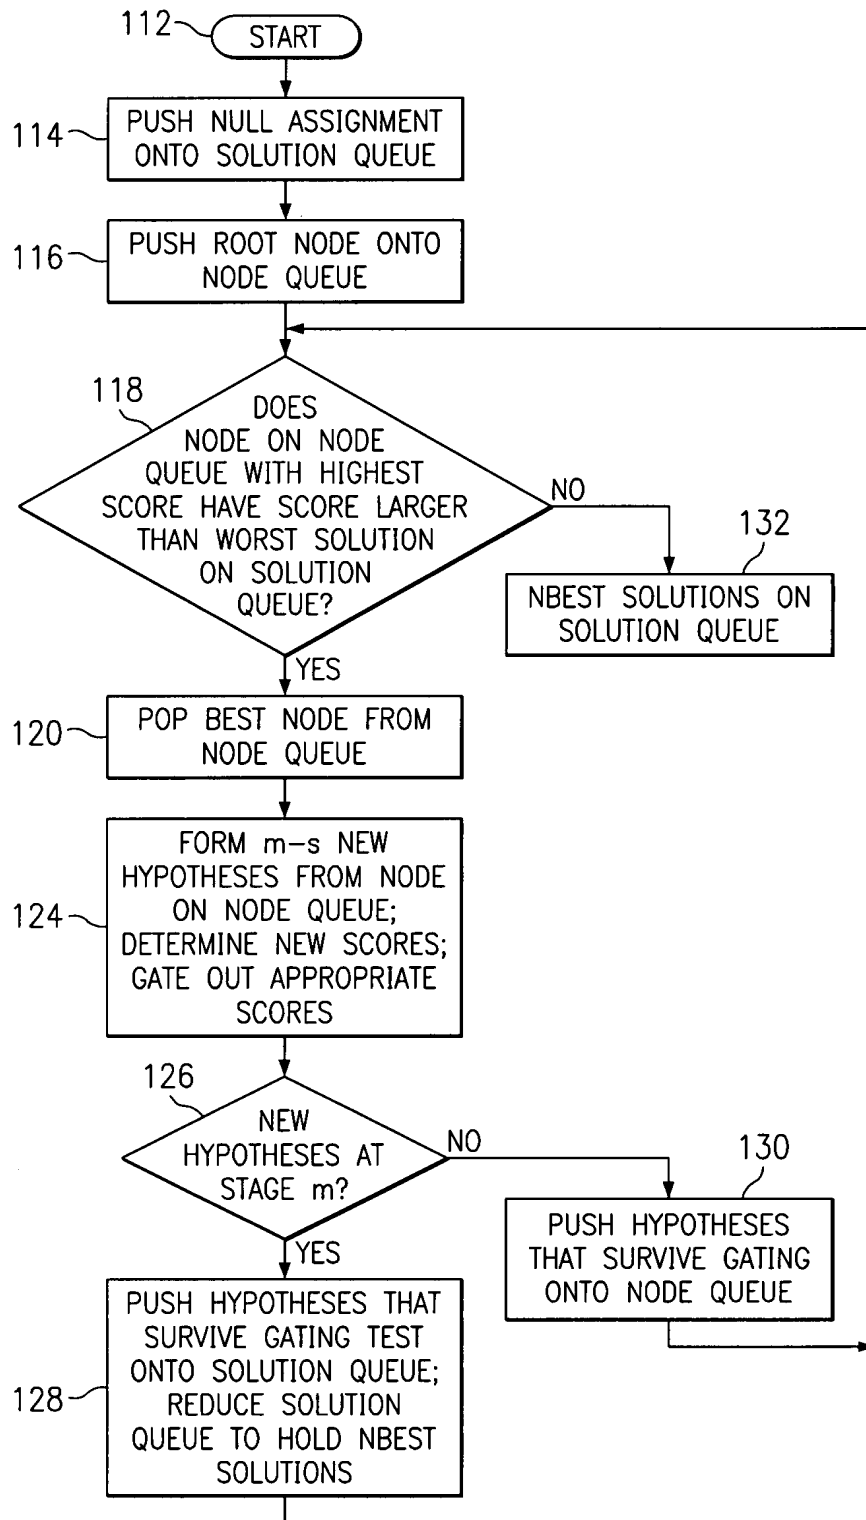 112
START
114
PUSH NULL ASSIGNMENT
ONTO SOLUTION QUEUE
116
PUSH ROOT NODE ONTO
NODE QUEUE
118
DOES
NODE ON NODE
QUEUE WITH HIGHEST
SCORE HAVE SCORE LARGER
THAN WORST SOLUTION
ON SOLUTION
QUEUE?
NO
132
NBEST SOLUTIONS ON
SOLUTION QUEUE
YES
120
POP BEST NODE FROM
NODE QUEUE
124
FORM m-s NEW
HYPOTHESES FROM NODE
ON NODE QUEUE;
DETERMINE NEW SCORES;
GATE OUT APPROPRIATE
SCORES
126
NEW
HYPOTHESES AT
STAGE m?
NO
130
PUSH HYPOTHESES
THAT SURVIVE GATING
ONTO NODE QUEUE
YES
128
PUSH HYPOTHESES THAT
SURVIVE GATING TEST
ONTO SOLUTION QUEUE;
REDUCE SOLUTION
QUEUE TO HOLD NBEST
SOLUTIONS